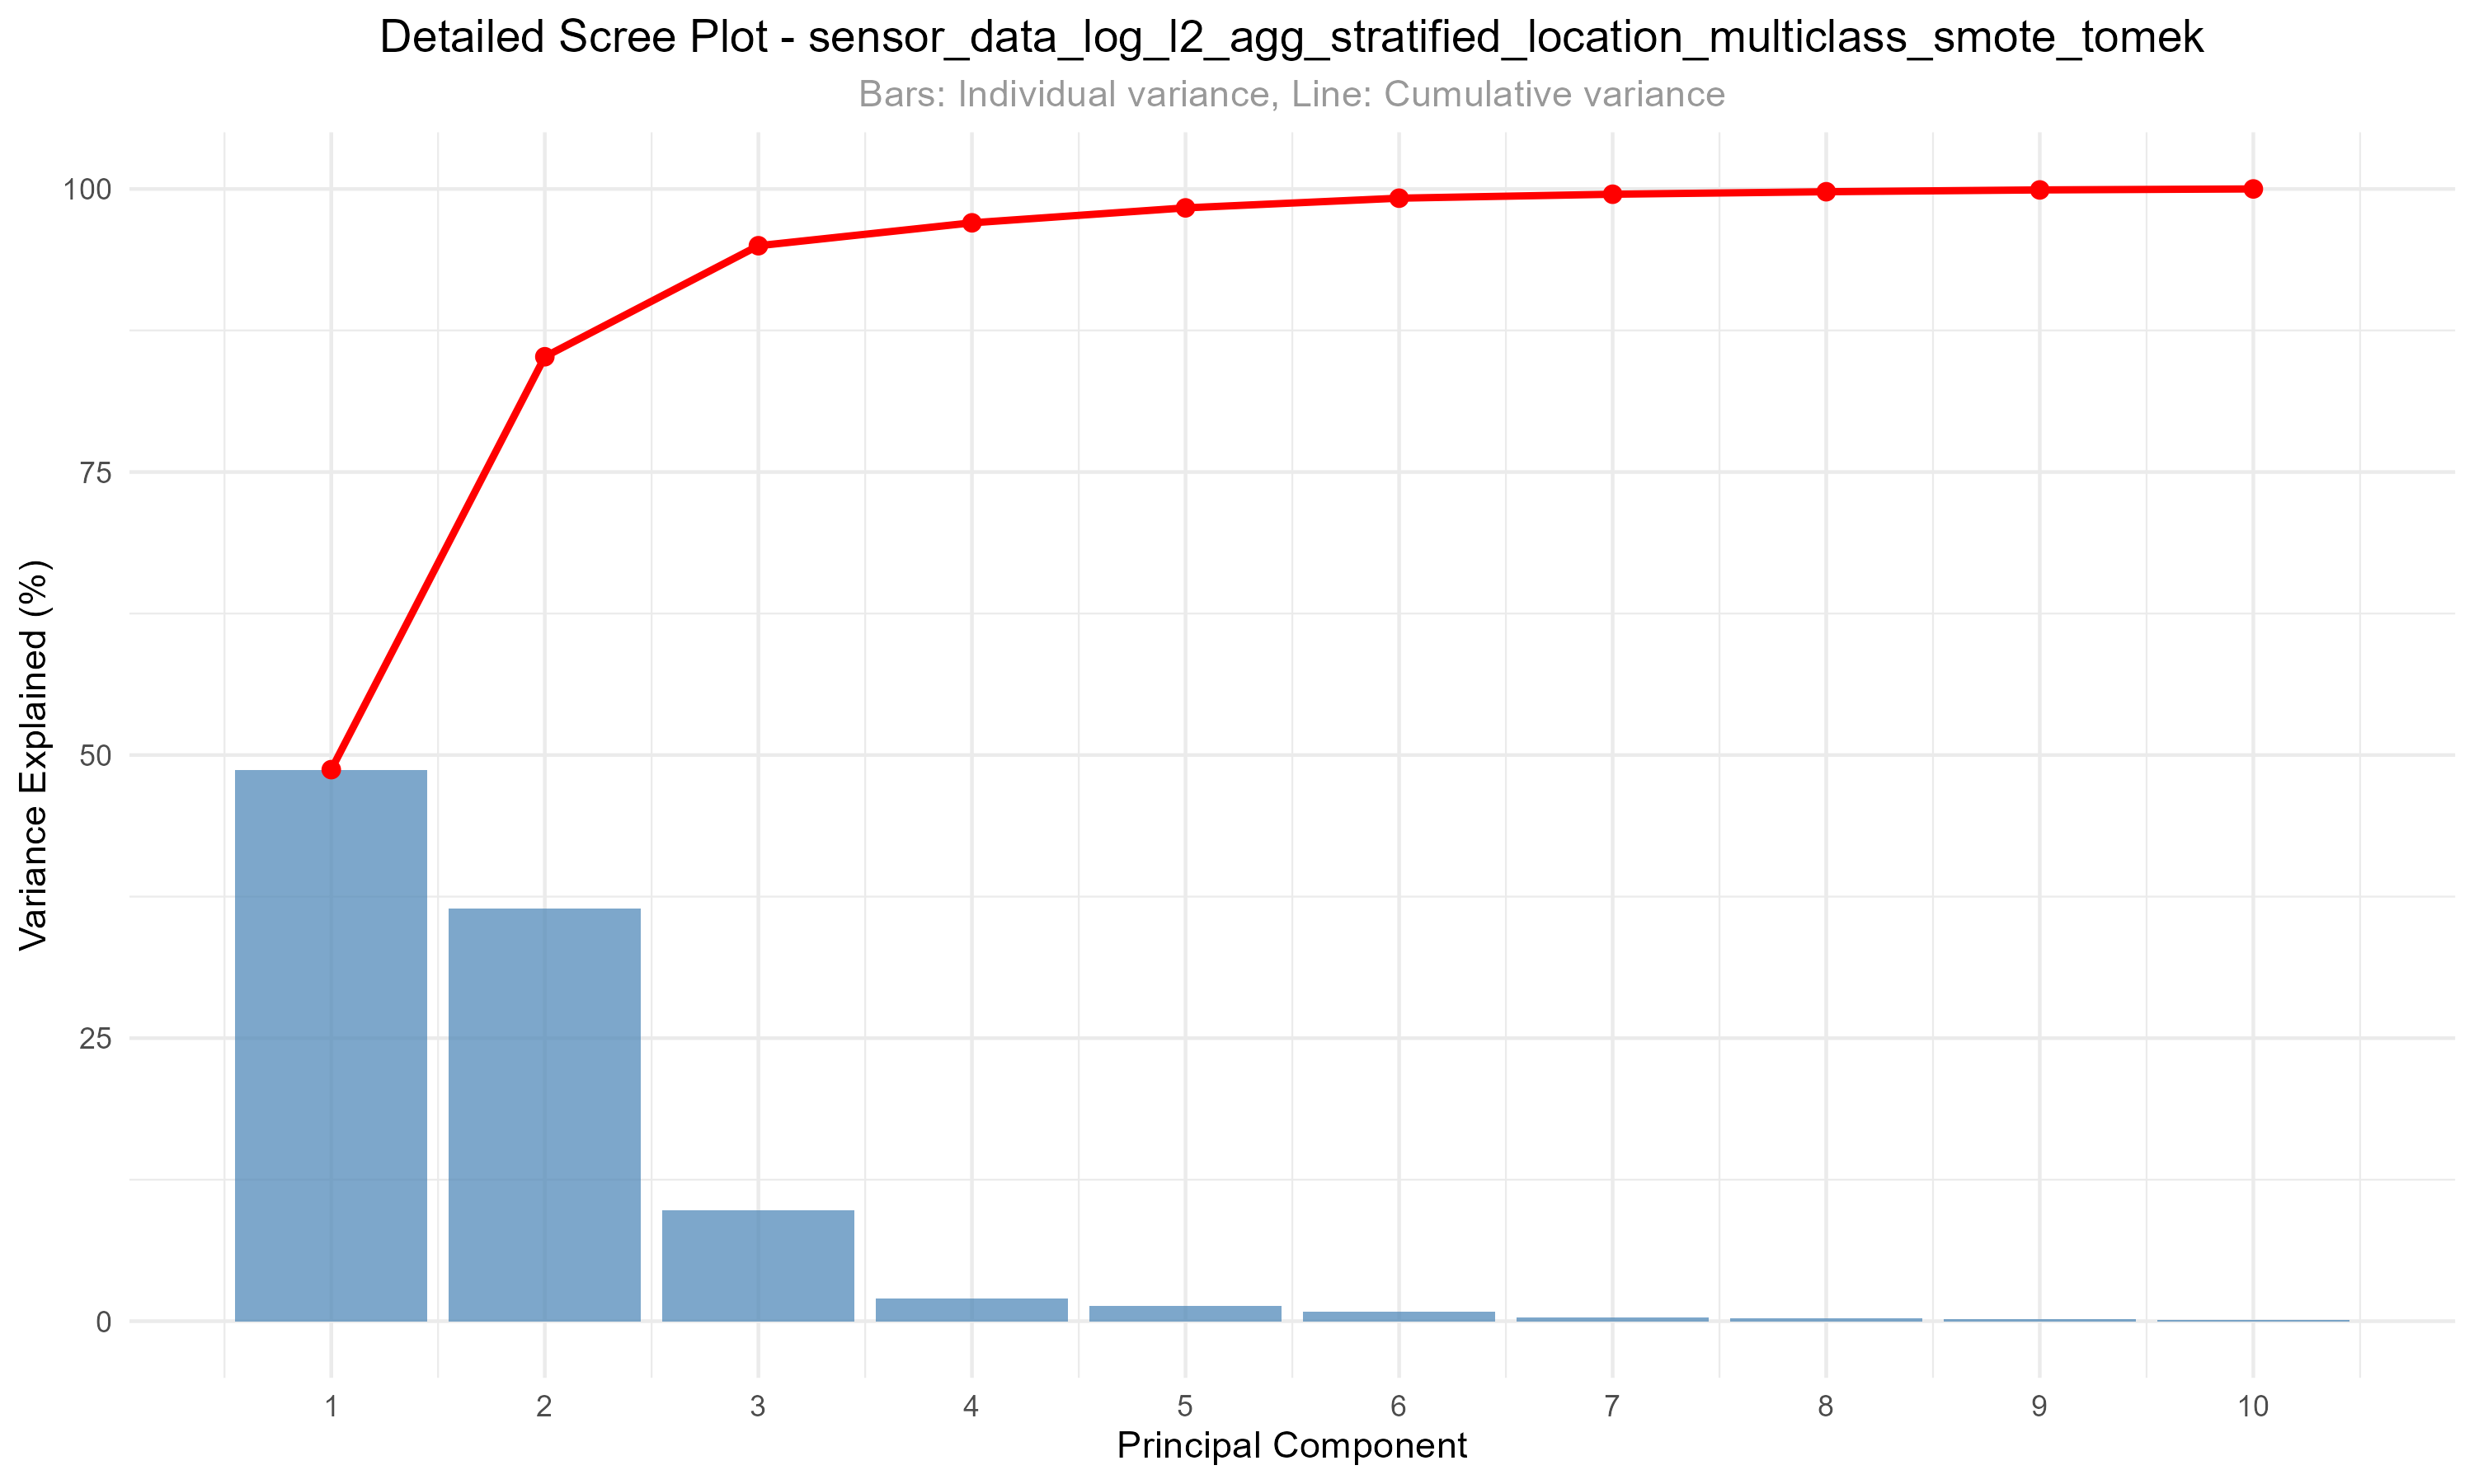 Detailed Scree Plot - sensor_data_log_l2_agg_stratified_location_multiclass_smote_tomek
Bars: Individual variance, Line: Cumulative variance
Variance Explained (%)
100
75
50
25
0
1 2 3 4 5 6 7 8 9 10
Principal Component